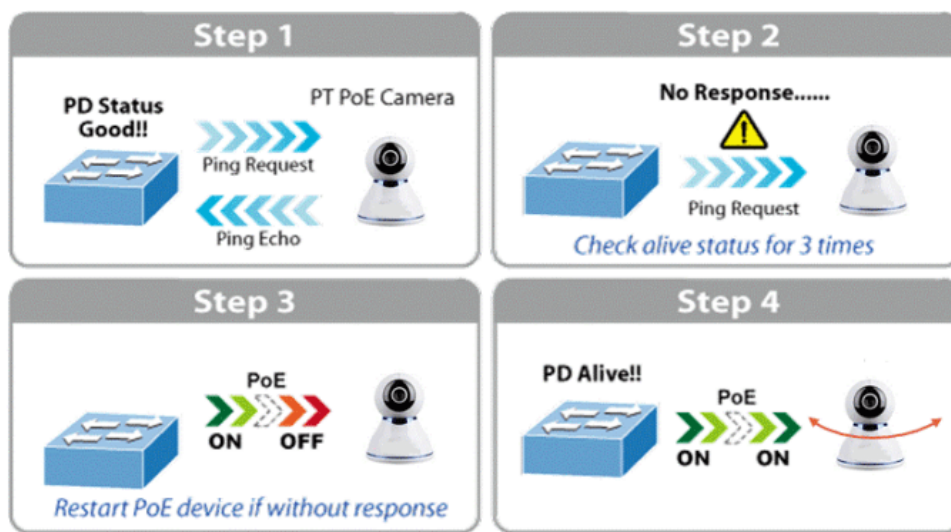 Step 1
PD Status
Good!!
PT PoE Camera
Ping Request
Ping Echo
Step 2
No Response......
!
Ping Request
Check alive status for 3 times
Step 3
PoE
ON OFF
Restart PoE device if without response
Step 4
PD Alive!!
PoE
ON ON